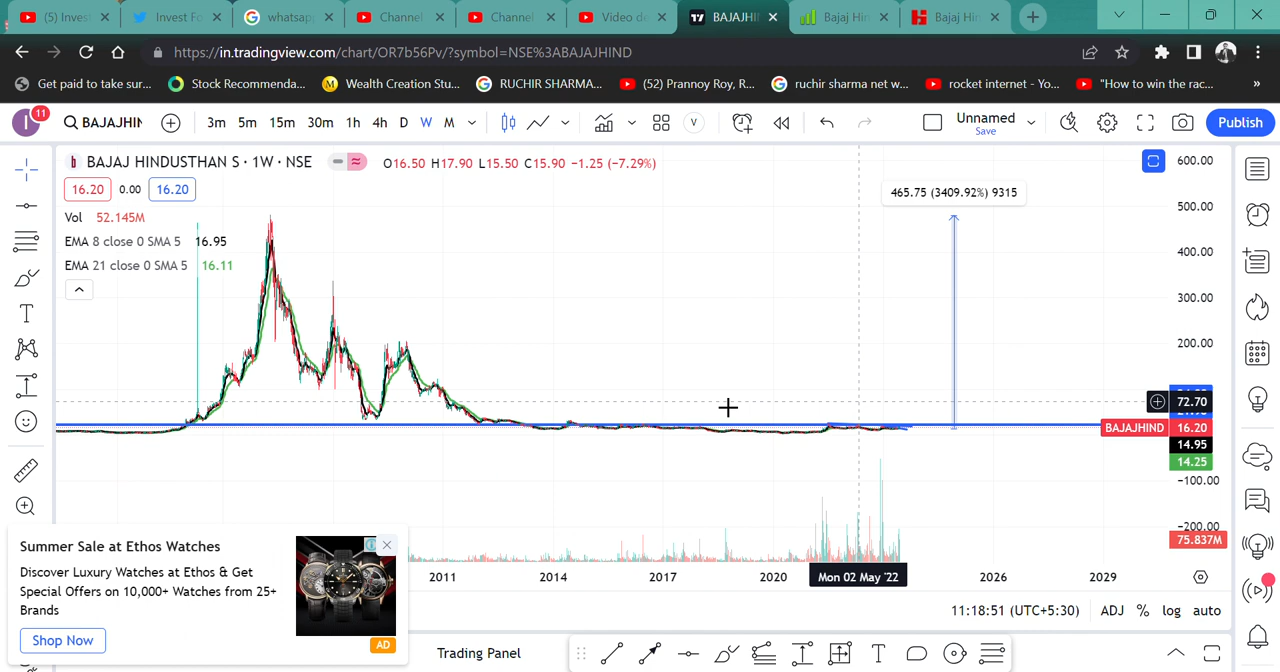 (5) Invest
Invest Fo
whatsap
Channel
Channel
Video de
BAJAJHI
Bajaj Hin
Bajaj Hin
https://in.tradingview.com/chart/OR7b56Pv/?symbol=NSE%3ABAJAJHIND
Get paid to take sur...
Stock Recommenda...
Wealth Creation Stu...
RUCHIR SHARMA...
(52) Prannoy Roy, R...
ruchir sharma net w...
rocket internet - Yo...
"How to win the rac...
»
I 11 BAJAJHIN 3m 5m 15m 30m 1h 4h D W M V Unnamed Save Publish
b BAJAJ HINDUSTHAN S · 1W · NSE O16.50 H17.90 L15.50 C15.90 −1.25 (−7.29%)
16.20 0.00 16.20
Vol 52.145M
EMA 8 close 0 SMA 5 16.95
EMA 21 close 0 SMA 5 16.11
465.75 (3409.92%) 9315
600.00
500.00
400.00
300.00
200.00
72.70
BAJAJHIND 16.20
14.95
14.25
−100.00
−200.00
75.837M
2011 2014 2017 2020 Mon 02 May '22 2026 2029
11:18:51 (UTC+5:30) ADJ % log auto
Trading Panel
T
Summer Sale at Ethos Watches
Discover Luxury Watches at Ethos & Get
Special Offers on 10,000+ Watches from 25+
Brands
Shop Now
AD